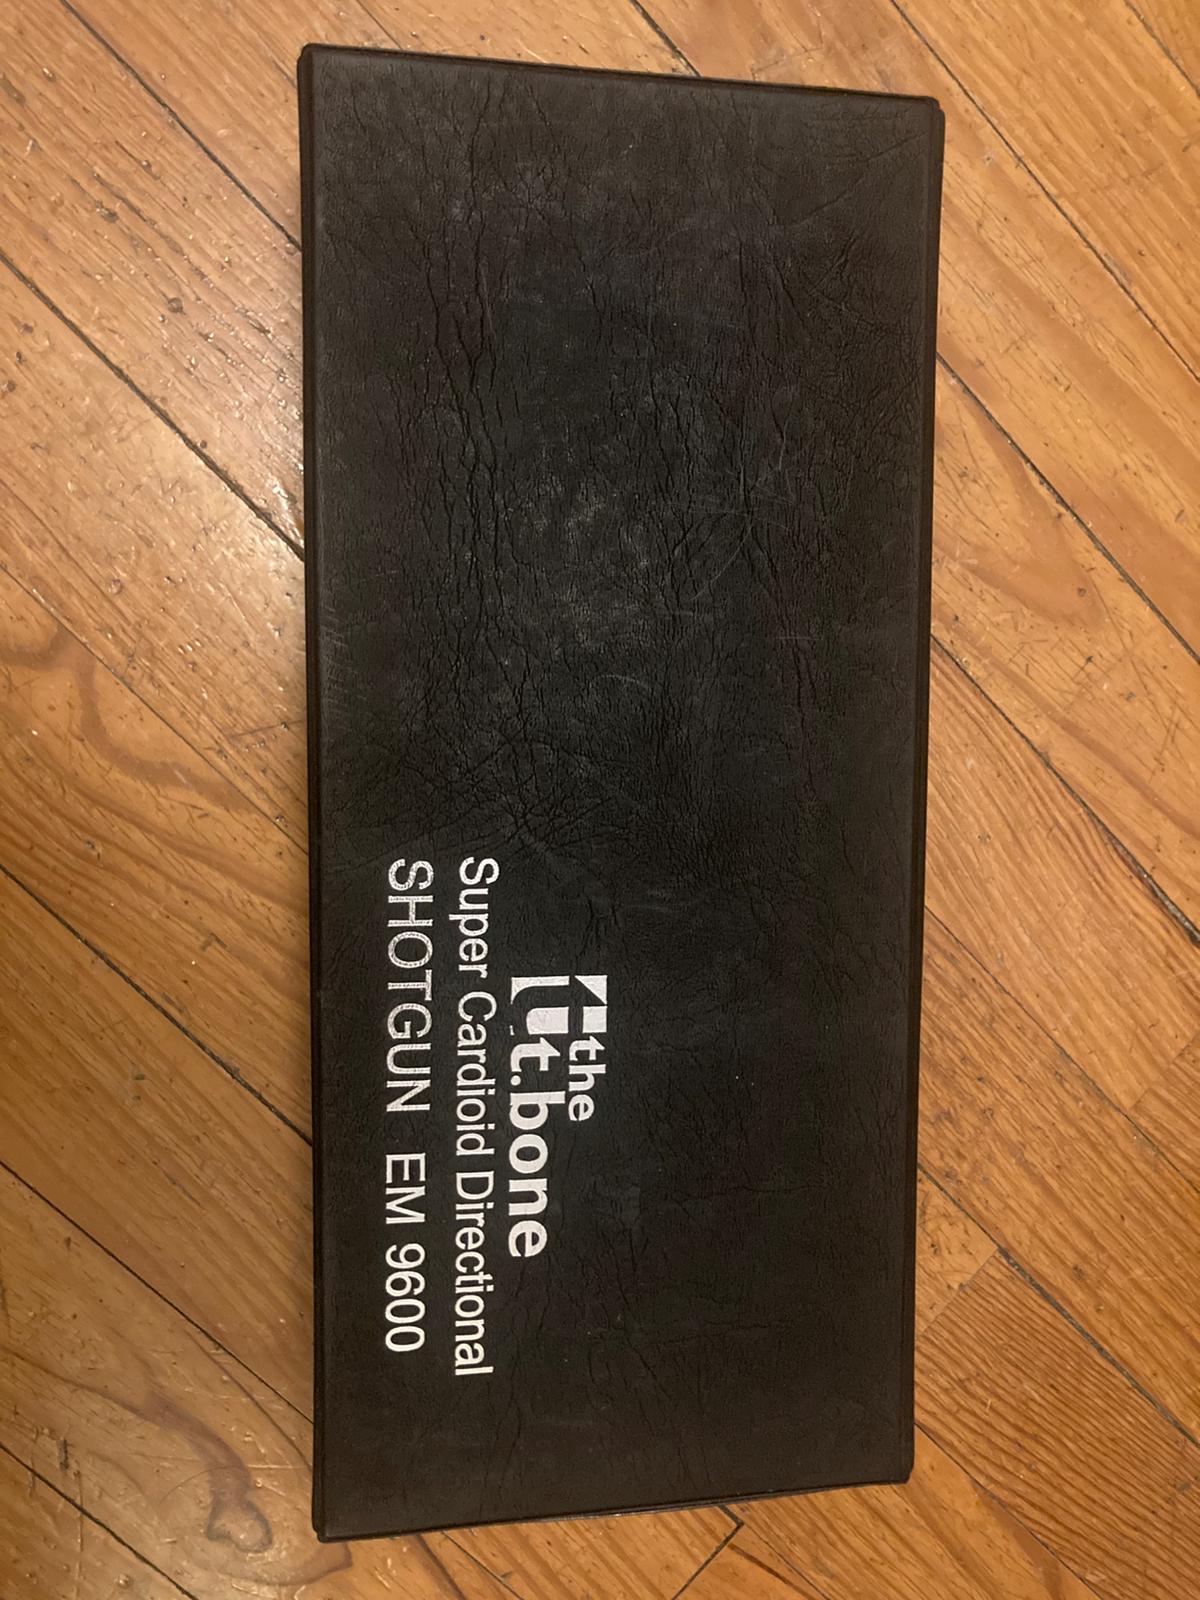 the
t.bone
Super Cardioid Directional
SHOTGUN EM 9600